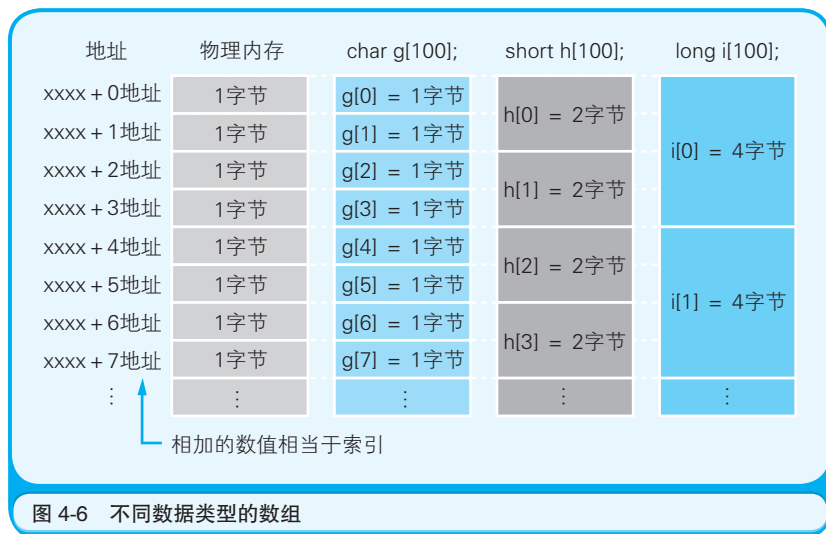 地址 物理内存 char g[100]; short h[100]; long i[100];
xxxx + 0地址 1字节 g[0] = 1字节 h[0] = 2字节 i[0] = 4字节
xxxx + 1地址 1字节 g[1] = 1字节
xxxx + 2地址 1字节 g[2] = 1字节 h[1] = 2字节
xxxx + 3地址 1字节 g[3] = 1字节
xxxx + 4地址 1字节 g[4] = 1字节 h[2] = 2字节 i[1] = 4字节
xxxx + 5地址 1字节 g[5] = 1字节
xxxx + 6地址 1字节 g[6] = 1字节 h[3] = 2字节
xxxx + 7地址 1字节 g[7] = 1字节
⋮ ⋮ ⋮ ⋮ ⋮
相加的数值相当于索引
图 4-6 不同数据类型的数组